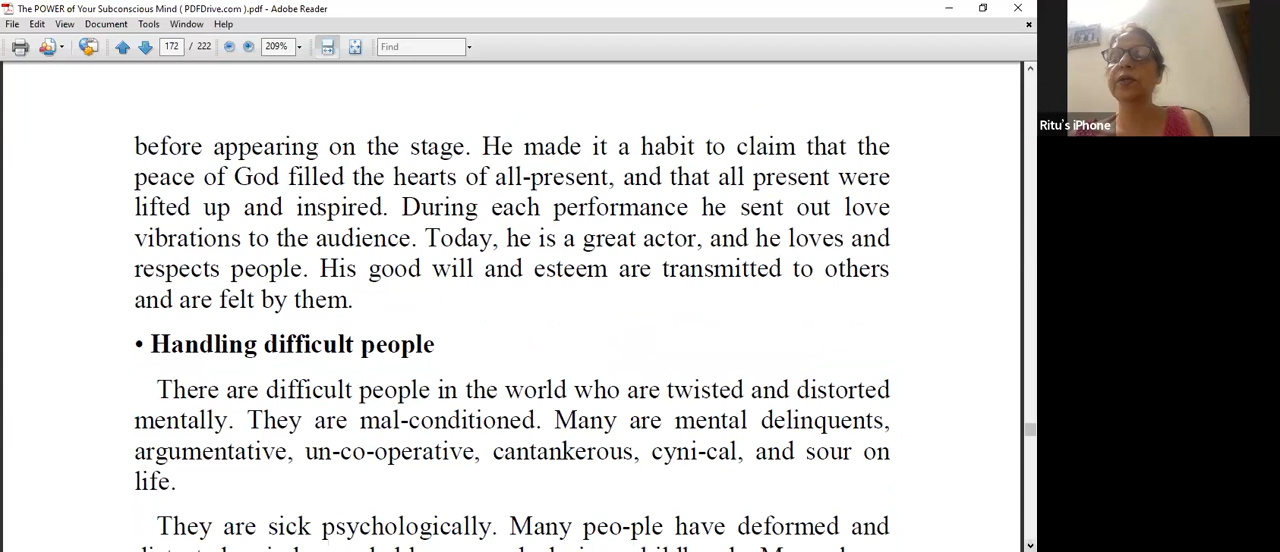 The POWER of Your Subconscious Mind ( PDFDrive.com ).pdf - Adobe Reader
File Edit View Document Tools Window Help
172 / 222 209% Find
Ritu's iPhone
before appearing on the stage. He made it a habit to claim that the
peace of God filled the hearts of all-present, and that all present were
lifted up and inspired. During each performance he sent out love
vibrations to the audience. Today, he is a great actor, and he loves and
respects people. His good will and esteem are transmitted to others
and are felt by them.
• Handling difficult people
There are difficult people in the world who are twisted and distorted
mentally. They are mal-conditioned. Many are mental delinquents,
argumentative, un-co-operative, cantankerous, cyni-cal, and sour on
life.
They are sick psychologically. Many peo-ple have deformed and